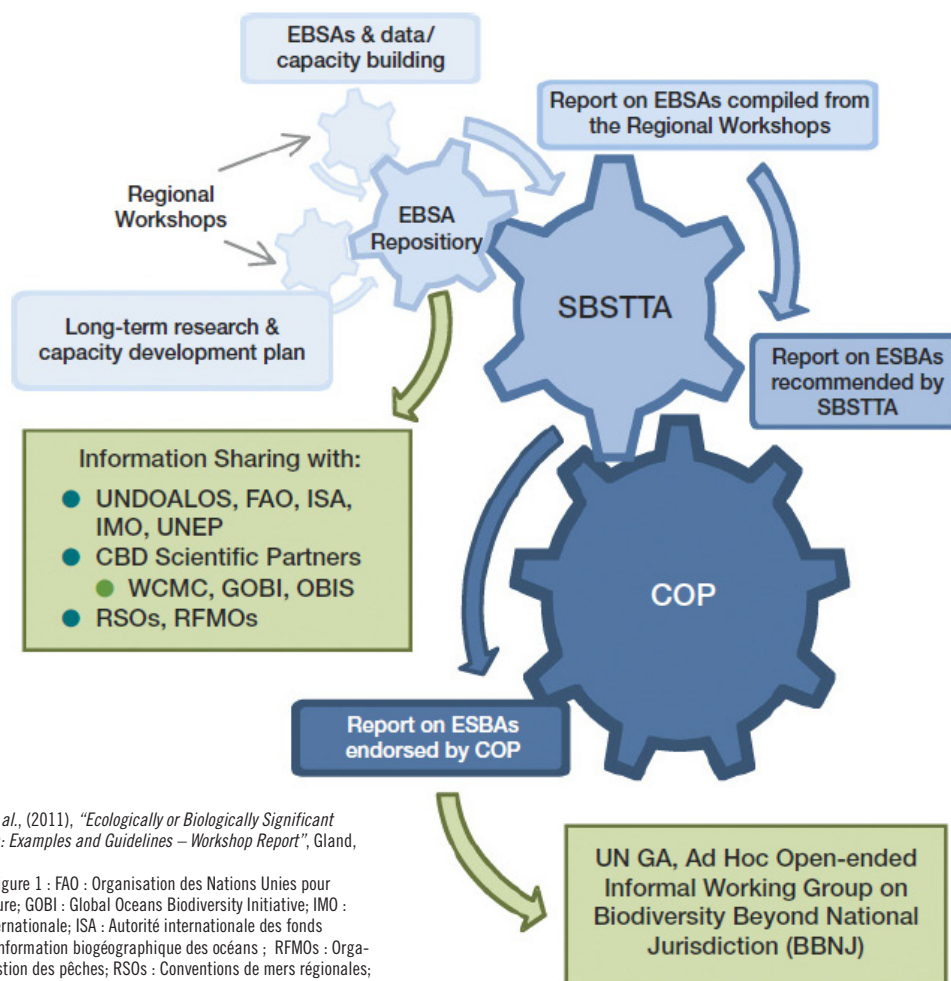 EBSAs & data/
capacity building
Report on EBSAs compiled from
the Regional Workshops
Regional
Workshops
EBSA
Repositiory
SBSTTA
Long-term research &
capacity development plan
Report on ESBAs
recommended by
SBSTTA
Information Sharing with:
UNDOALOS, FAO, ISA,
IMO, UNEP
CBD Scientific Partners
WCMC, GOBI, OBIS
RSOs, RFMOs
COP
Report on ESBAs
endorsed by COP
al., (2011), "Ecologically or Biologically Significant
: Examples and Guidelines – Workshop Report", Gland,
gure 1 : FAO : Organisation des Nations Unies pour
ure; GOBI : Global Oceans Biodiversity Initiative; IMO :
ernationale; ISA : Autorité internationale des fonds
nformation biogéographique des océans ; RFMOs : Orga-
stion des pêches; RSOs : Conventions de mers régionales;
UN GA, Ad Hoc Open-ended
Informal Working Group on
Biodiversity Beyond National
Jurisdiction (BBNJ)